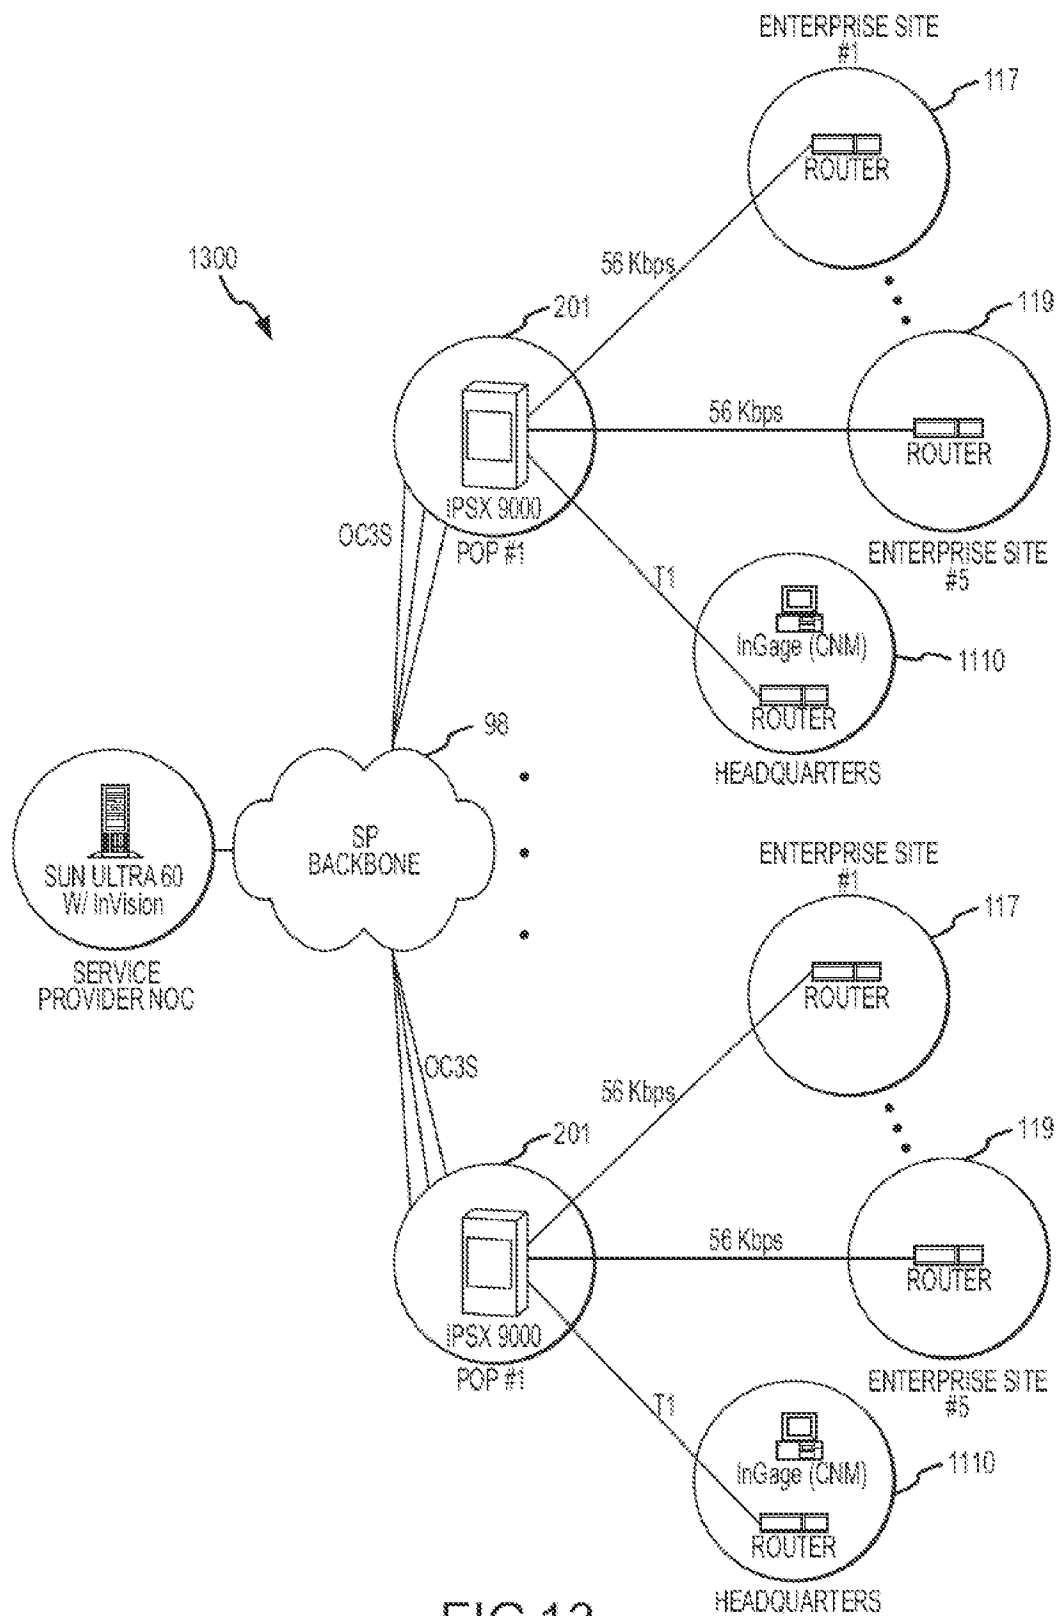 ENTERPRISE SITE
#1
117
ROUTER
1300
56 Kbps
201
119
56 Kbps
ROUTER
IPSX 9000
OC3S
POP #1
ENTERPRISE SITE
#5
T1
InGage (CNM)
1110
ROUTER
98
HEADQUARTERS
SP
BACKBONE
SUN ULTRA 60
W/ InVision
SERVICE
PROVIDER NOC
ENTERPRISE SITE
#1
117
ROUTER
OC3S
56 Kbps
201
119
56 Kbps
ROUTER
IPSX 9000
POP #1
ENTERPRISE SITE
#5
T1
InGage (CNM)
1110
ROUTER
HEADQUARTERS
FIG.13